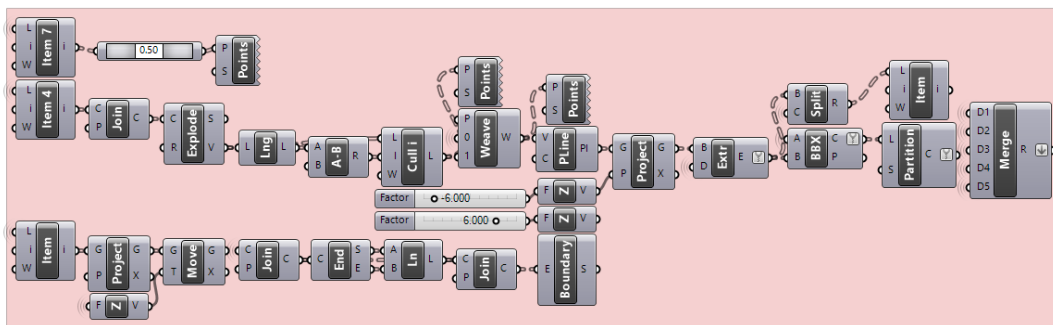 L
i
W
Item 7
i
0.50
P
S
Points
L
i
W
Item 4
i
C
P
Join
C
C
R
Explode
S
V
L
Lng
L
A
B
A-B
R
L
I
W
Cull i
L
P
S
Points
P
0
1
Weave
W
P
S
Points
V
C
PLine
Pl
G
P
Project
G
X
B
D
Extr
E
B
C
Split
R
A
B
BBX
C
P
L
i
W
Item
i
L
S
Partition
C
D1
D2
D3
D4
D5
Merge
R
Factor
-6.000
F
Z
V
Factor
6.000
F
Z
V
L
i
W
Item
i
G
P
Project
G
X
F
Z
V
G
T
Move
G
X
C
P
Join
C
C
End
S
E
A
B
Ln
L
C
P
Join
C
E
Boundary
S